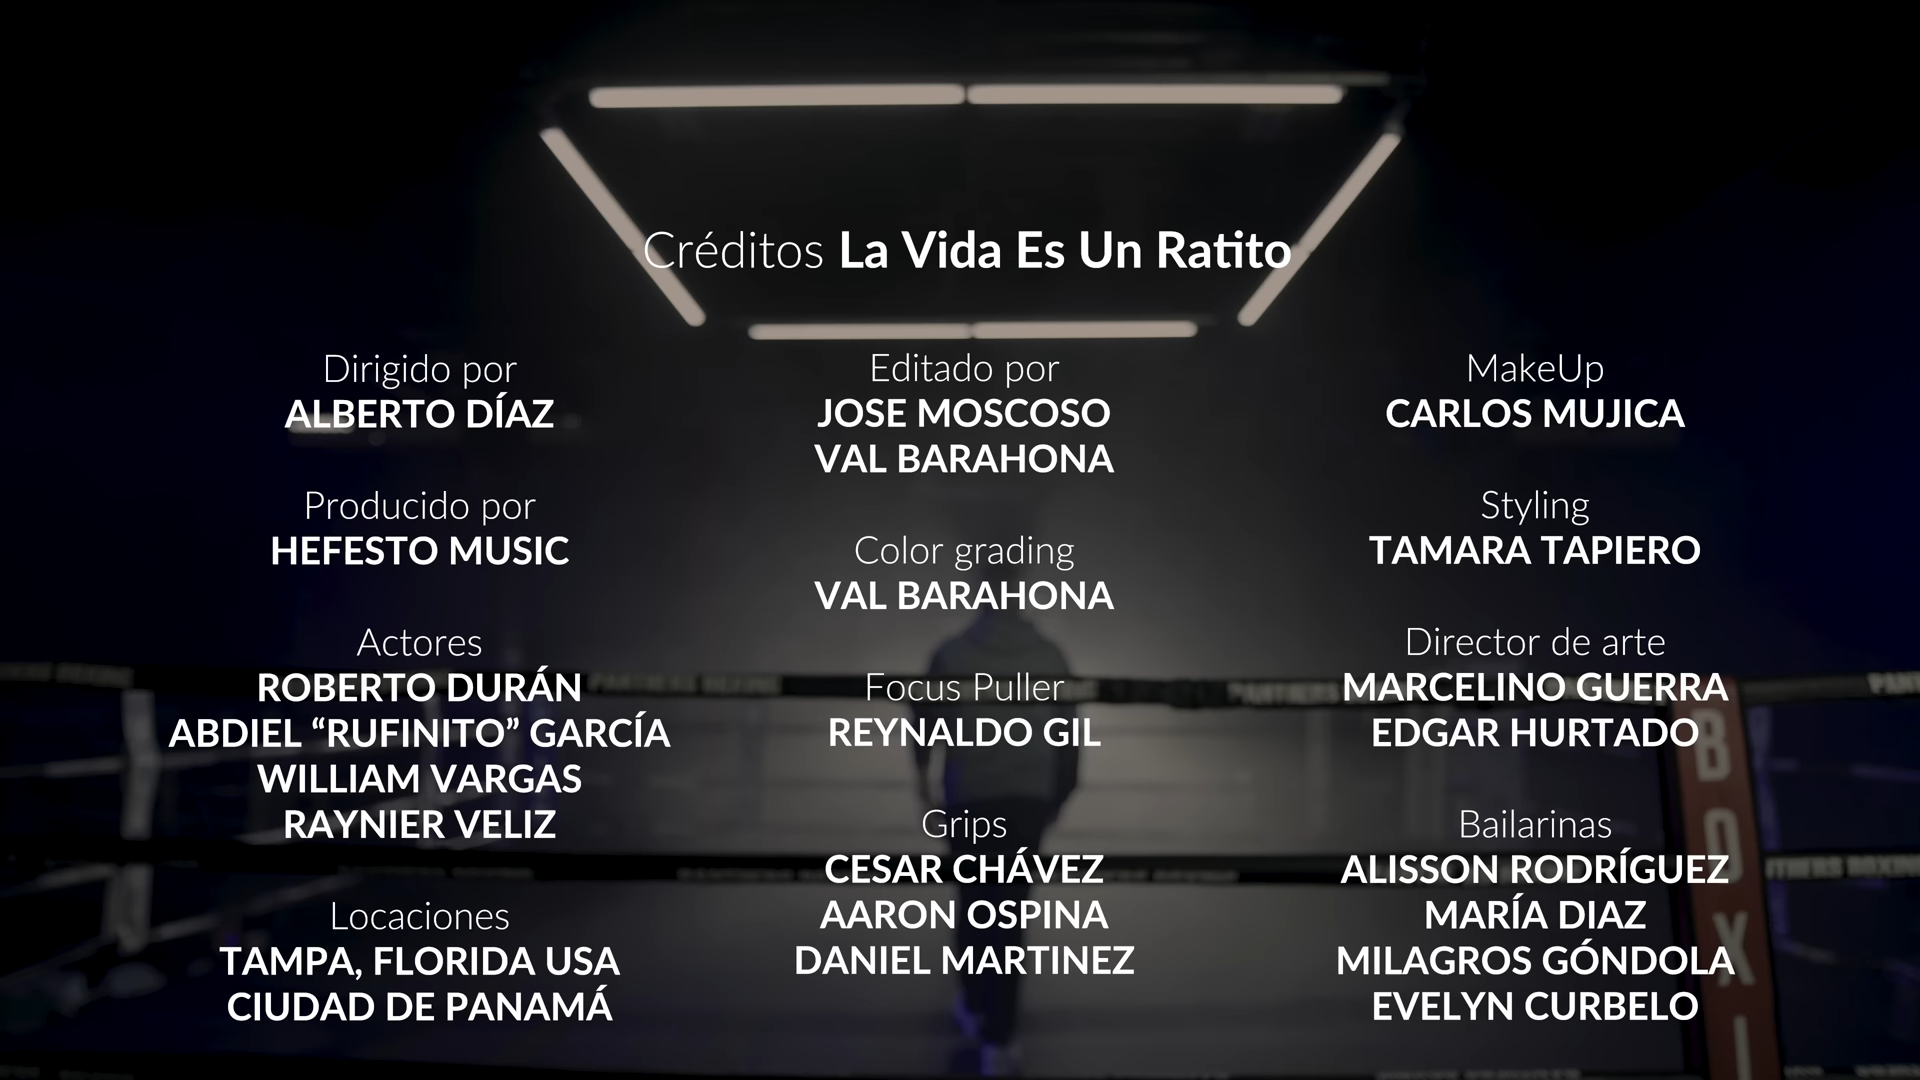 Créditos La Vida Es Un Ratito
Dirigido por
ALBERTO DÍAZ
Producido por
HEFESTO MUSIC
Actores
ROBERTO DURÁN
ABDIEL “RUFINITO” GARCÍA
WILLIAM VARGAS
RAYNIER VELIZ
Locaciones
TAMPA, FLORIDA USA
CIUDAD DE PANAMÁ
Editado por
JOSE MOSCOSO
VAL BARAHONA
Color grading
VAL BARAHONA
Focus Puller
REYNALDO GIL
Grips
CESAR CHÁVEZ
AARON OSPINA
DANIEL MARTINEZ
MakeUp
CARLOS MUJICA
Styling
TAMARA TAPIERO
Director de arte
MARCELINO GUERRA
EDGAR HURTADO
Bailarinas
ALISSON RODRÍGUEZ
MARÍA DIAZ
MILAGROS GÓNDOLA
EVELYN CURBELO
BOXI